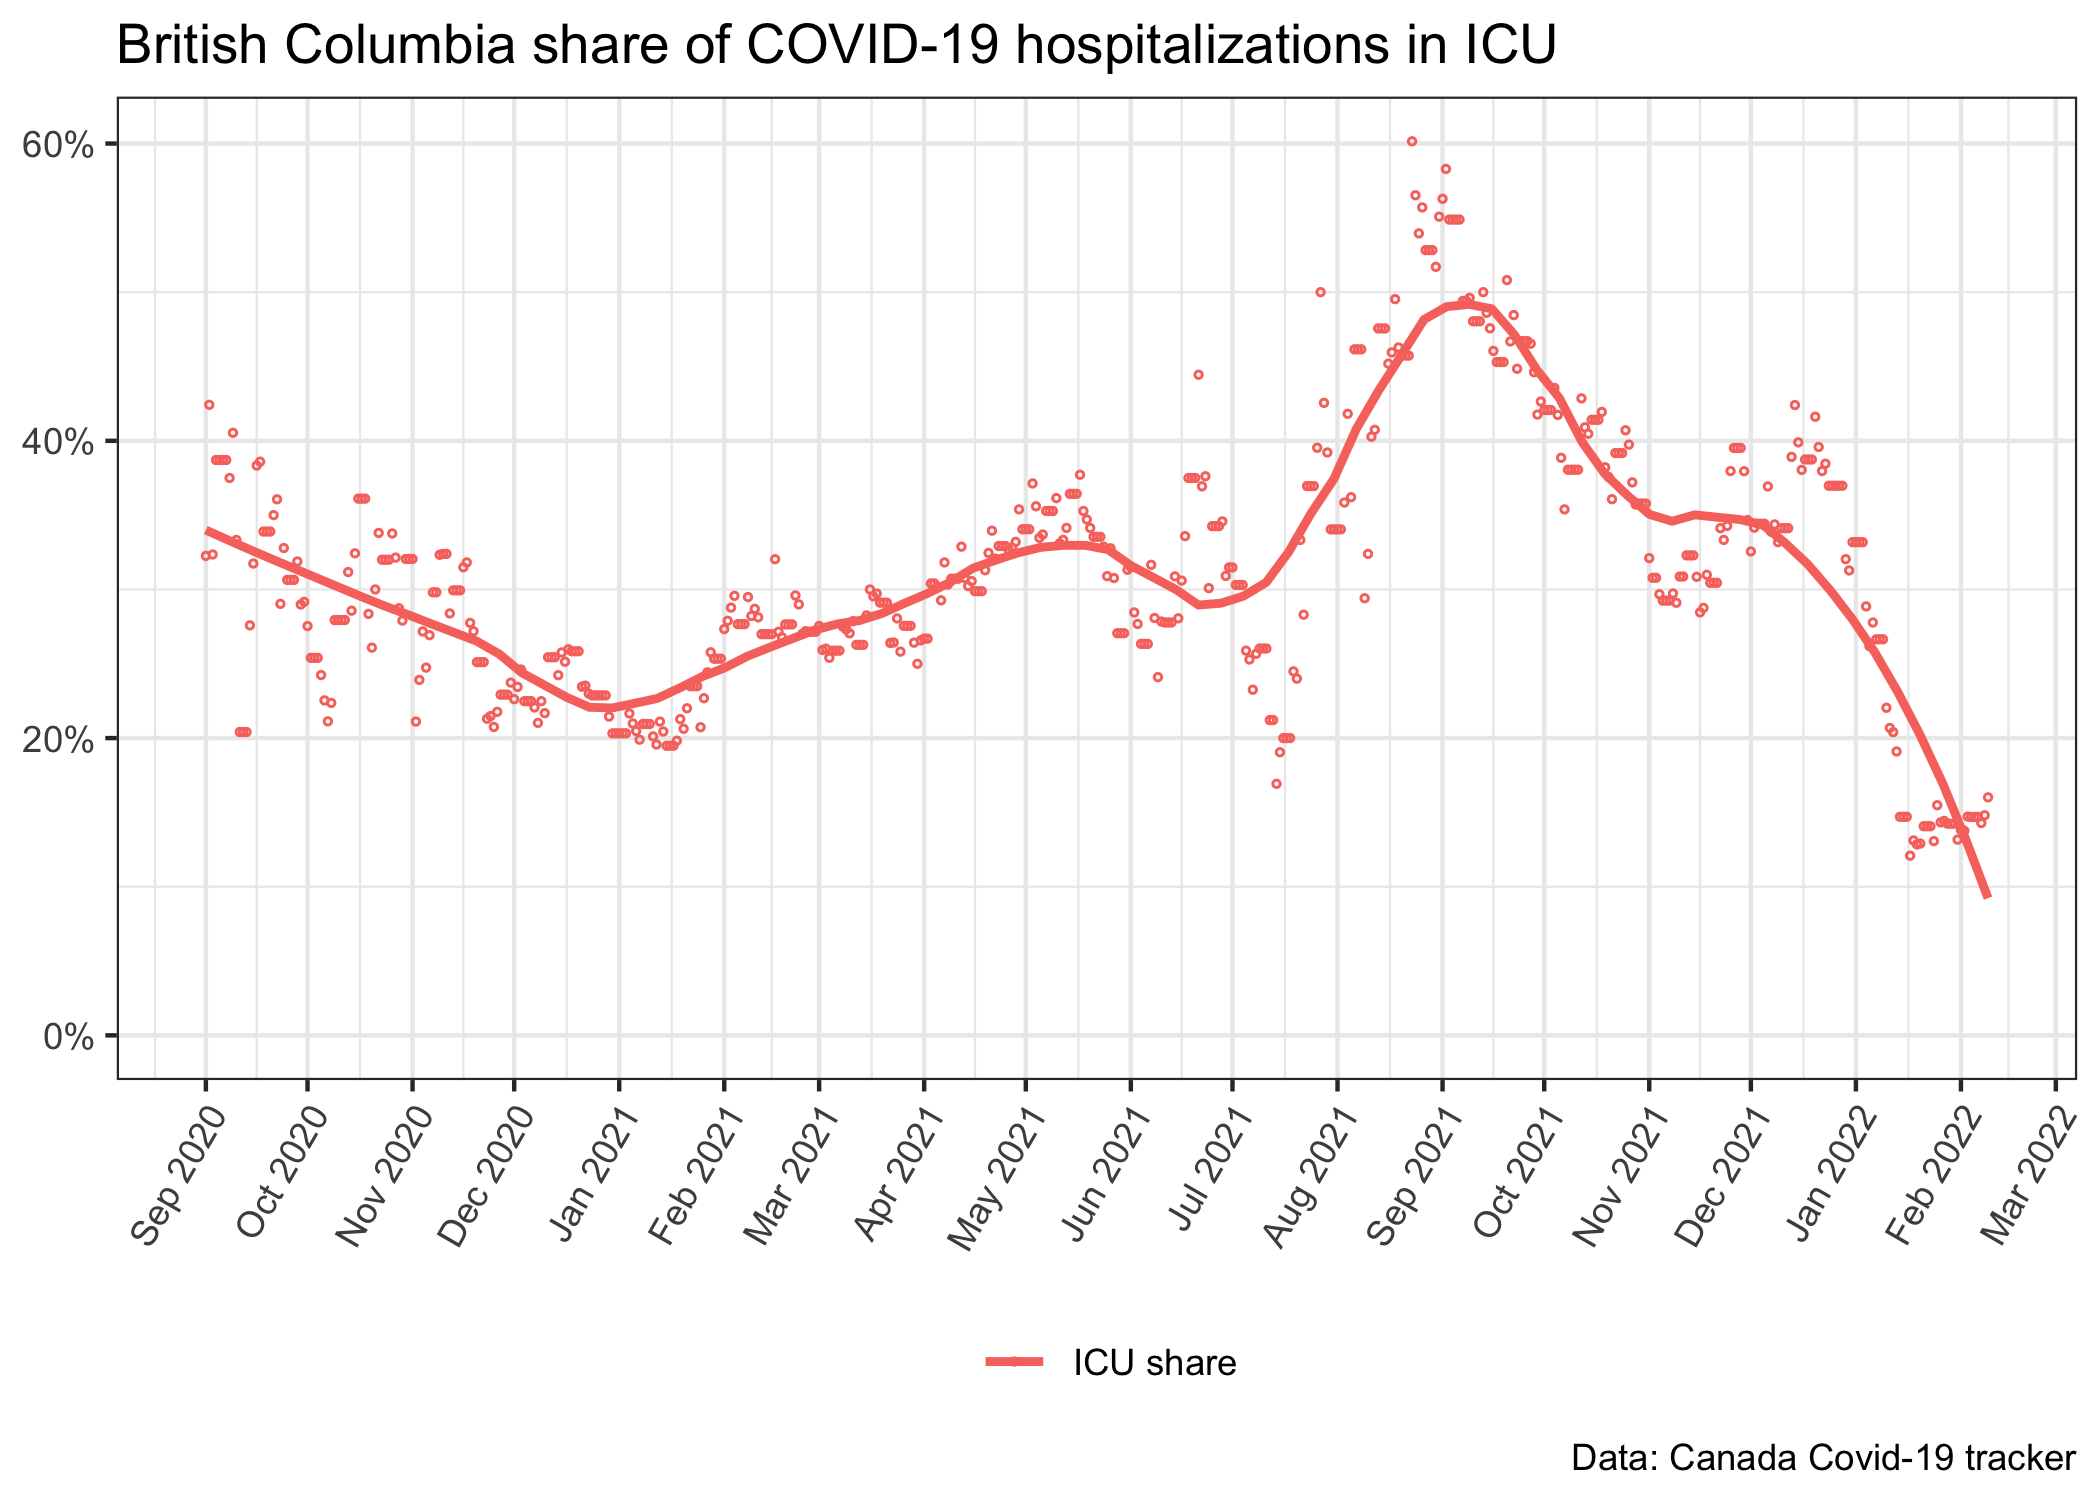 British Columbia share of COVID-19 hospitalizations in ICU
60%
40%
20%
0%
Sep 2020
Oct 2020
Nov 2020
Dec 2020
Jan 2021
Feb 2021
Mar 2021
Apr 2021
May 2021
Jun 2021
Jul 2021
Aug 2021
Sep 2021
Oct 2021
Nov 2021
Dec 2021
Jan 2022
Feb 2022
Mar 2022
ICU share
Data: Canada Covid-19 tracker